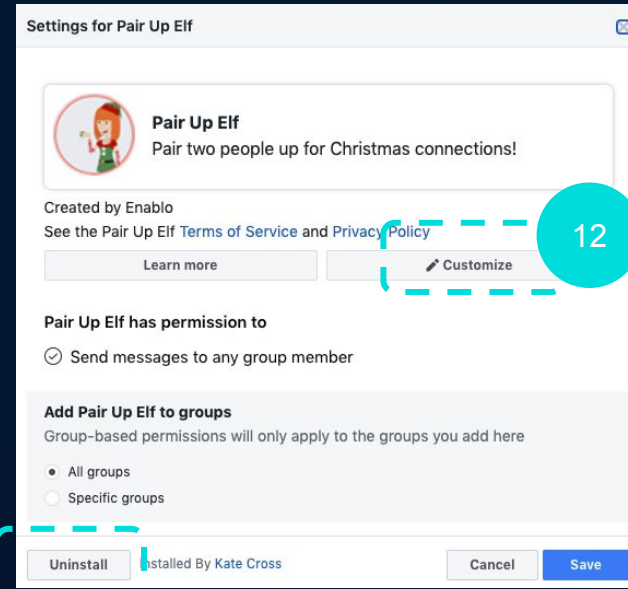 Settings for Pair Up Elf
Pair Up Elf
Pair two people up for Christmas connections!
Created by Enablo
See the Pair Up Elf Terms of Service and Privacy Policy
12
Learn more
Customize
Pair Up Elf has permission to
Send messages to any group member
Add Pair Up Elf to groups
Group-based permissions will only apply to the groups you add here
All groups
Specific groups
Uninstall
Installed By Kate Cross
Cancel
Save